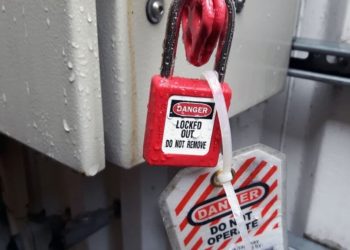 DANGER
LOCKED
OUT
DO NOT REMOVE
DANGER
DO NOT
OPERATE